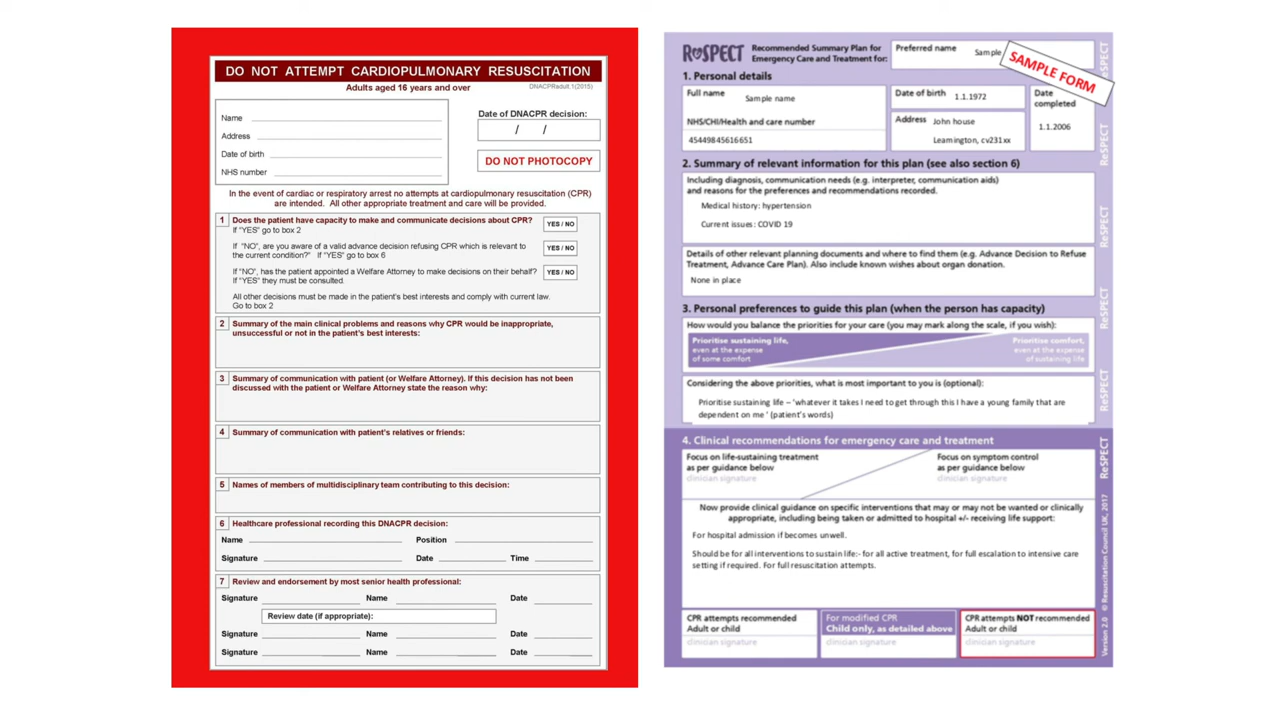 DO NOT ATTEMPT CARDIOPULMONARY RESUSCITATION
Adults aged 16 years and over
DNACPRadult.1(2015)
Name
Address
Date of birth
NHS number
Date of DNACPR decision:
/ /
DO NOT PHOTOCOPY
In the event of cardiac or respiratory arrest no attempts at cardiopulmonary resuscitation (CPR)
are intended. All other appropriate treatment and care will be provided.
1 Does the patient have capacity to make and communicate decisions about CPR? YES / NO
If "YES" go to box 2
If "NO", are you aware of a valid advance decision refusing CPR which is relevant to
the current condition?" If "YES" go to box 6 YES / NO
If "NO", has the patient appointed a Welfare Attorney to make decisions on their behalf? YES / NO
If "YES" they must be consulted.
All other decisions must be made in the patient's best interests and comply with current law.
Go to box 2
2 Summary of the main clinical problems and reasons why CPR would be inappropriate,
unsuccessful or not in the patient's best interests:
3 Summary of communication with patient (or Welfare Attorney). If this decision has not been
discussed with the patient or Welfare Attorney state the reason why:
4 Summary of communication with patient's relatives or friends:
5 Names of members of multidisciplinary team contributing to this decision:
6 Healthcare professional recording this DNACPR decision:
Name Position
Signature Date Time
7 Review and endorsement by most senior health professional:
Signature Name Date
Review date (if appropriate):
Signature Name Date
Signature Name Date
ReSPECT
Recommended Summary Plan for
Emergency Care and Treatment for:
Preferred name
Sample
SAMPLE FORM
1. Personal details
Full name
Sample name
Date of birth 1.1.1972
Date
completed
1.1.2006
NHS/CHI/Health and care number
45449845616651
Address John house
Leamington, cv231xx
2. Summary of relevant information for this plan (see also section 6)
Including diagnosis, communication needs (e.g. interpreter, communication aids)
and reasons for the preferences and recommendations recorded.
Medical history: hypertension
Current issues : COVID 19
Details of other relevant planning documents and where to find them (e.g. Advance Decision to Refuse
Treatment, Advance Care Plan). Also include known wishes about organ donation.
None in place
3. Personal preferences to guide this plan (when the person has capacity)
How would you balance the priorities for your care (you may mark along the scale, if you wish):
Prioritise sustaining life,
even at the expense
of some comfort
Prioritise comfort,
even at the expense
of sustaining life
Considering the above priorities, what is most important to you is (optional):
Prioritise sustaining life – 'whatever it takes I need to get through this I have a young family that are
dependent on me ' (patient's words)
4. Clinical recommendations for emergency care and treatment
Focus on life-sustaining treatment
as per guidance below
clinician signature
Focus on symptom control
as per guidance below
clinician signature
Now provide clinical guidance on specific interventions that may or may not be wanted or clinically
appropriate, including being taken or admitted to hospital +/- receiving life support:
For hospital admission if becomes unwell.
Should be for all interventions to sustain life:- for all active treatment, for full escalation to intensive care
setting if required. For full resuscitation attempts.
CPR attempts recommended
Adult or child
clinician signature
For modified CPR
Child only, as detailed above
clinician signature
CPR attempts NOT recommended
Adult or child
clinician signature
ReSPECT
ReSPECT
ReSPECT
ReSPECT
ReSPECT
ReSPECT
Version 2.0 © Resuscitation Council UK, 2017